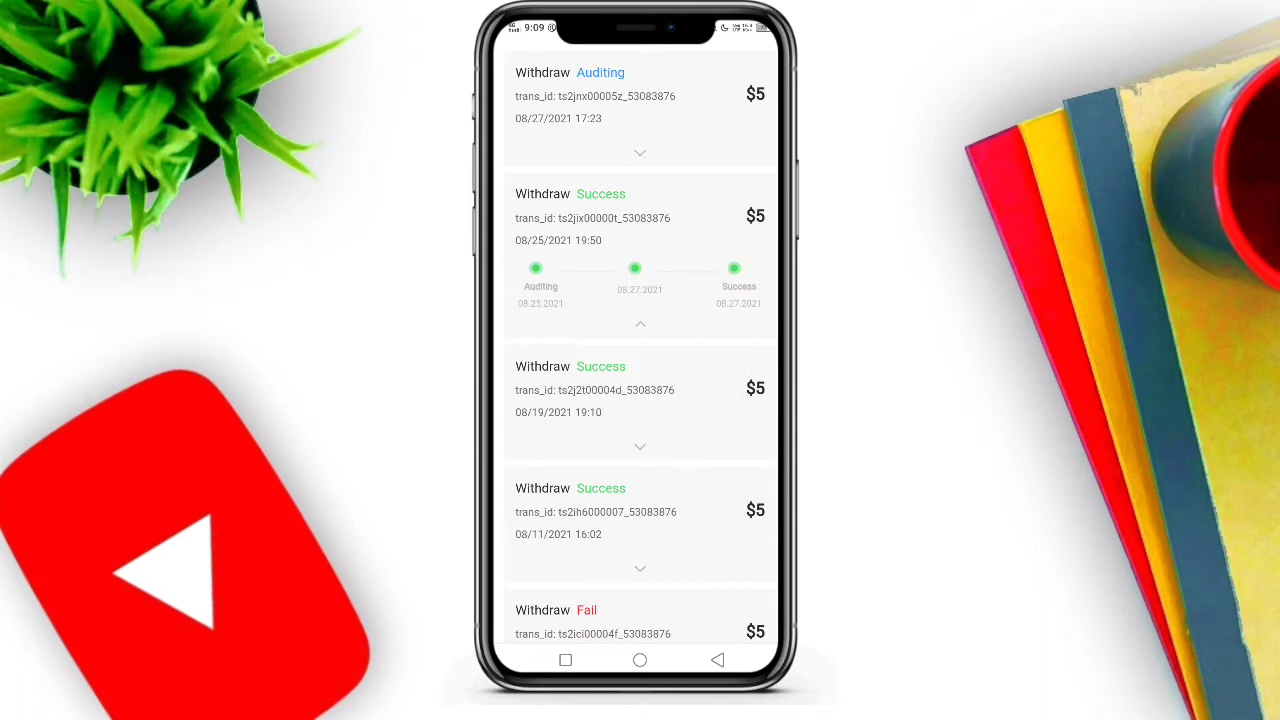 9:09
Withdraw Auditing
trans_id: ts2jnx00005z_53083876
$5
08/27/2021 17:23
Withdraw Success
trans_id: ts2jix00000t_53083876
$5
08/25/2021 19:50
Auditing
Success
08.25.2021
08.27.2021
08.27.2021
Withdraw Success
trans_id: ts2j2t00004d_53083876
$5
08/19/2021 19:10
Withdraw Success
trans_id: ts2ih6000007_53083876
$5
08/11/2021 16:02
Withdraw Fail
trans_id: ts2ici00004f_53083876
$5